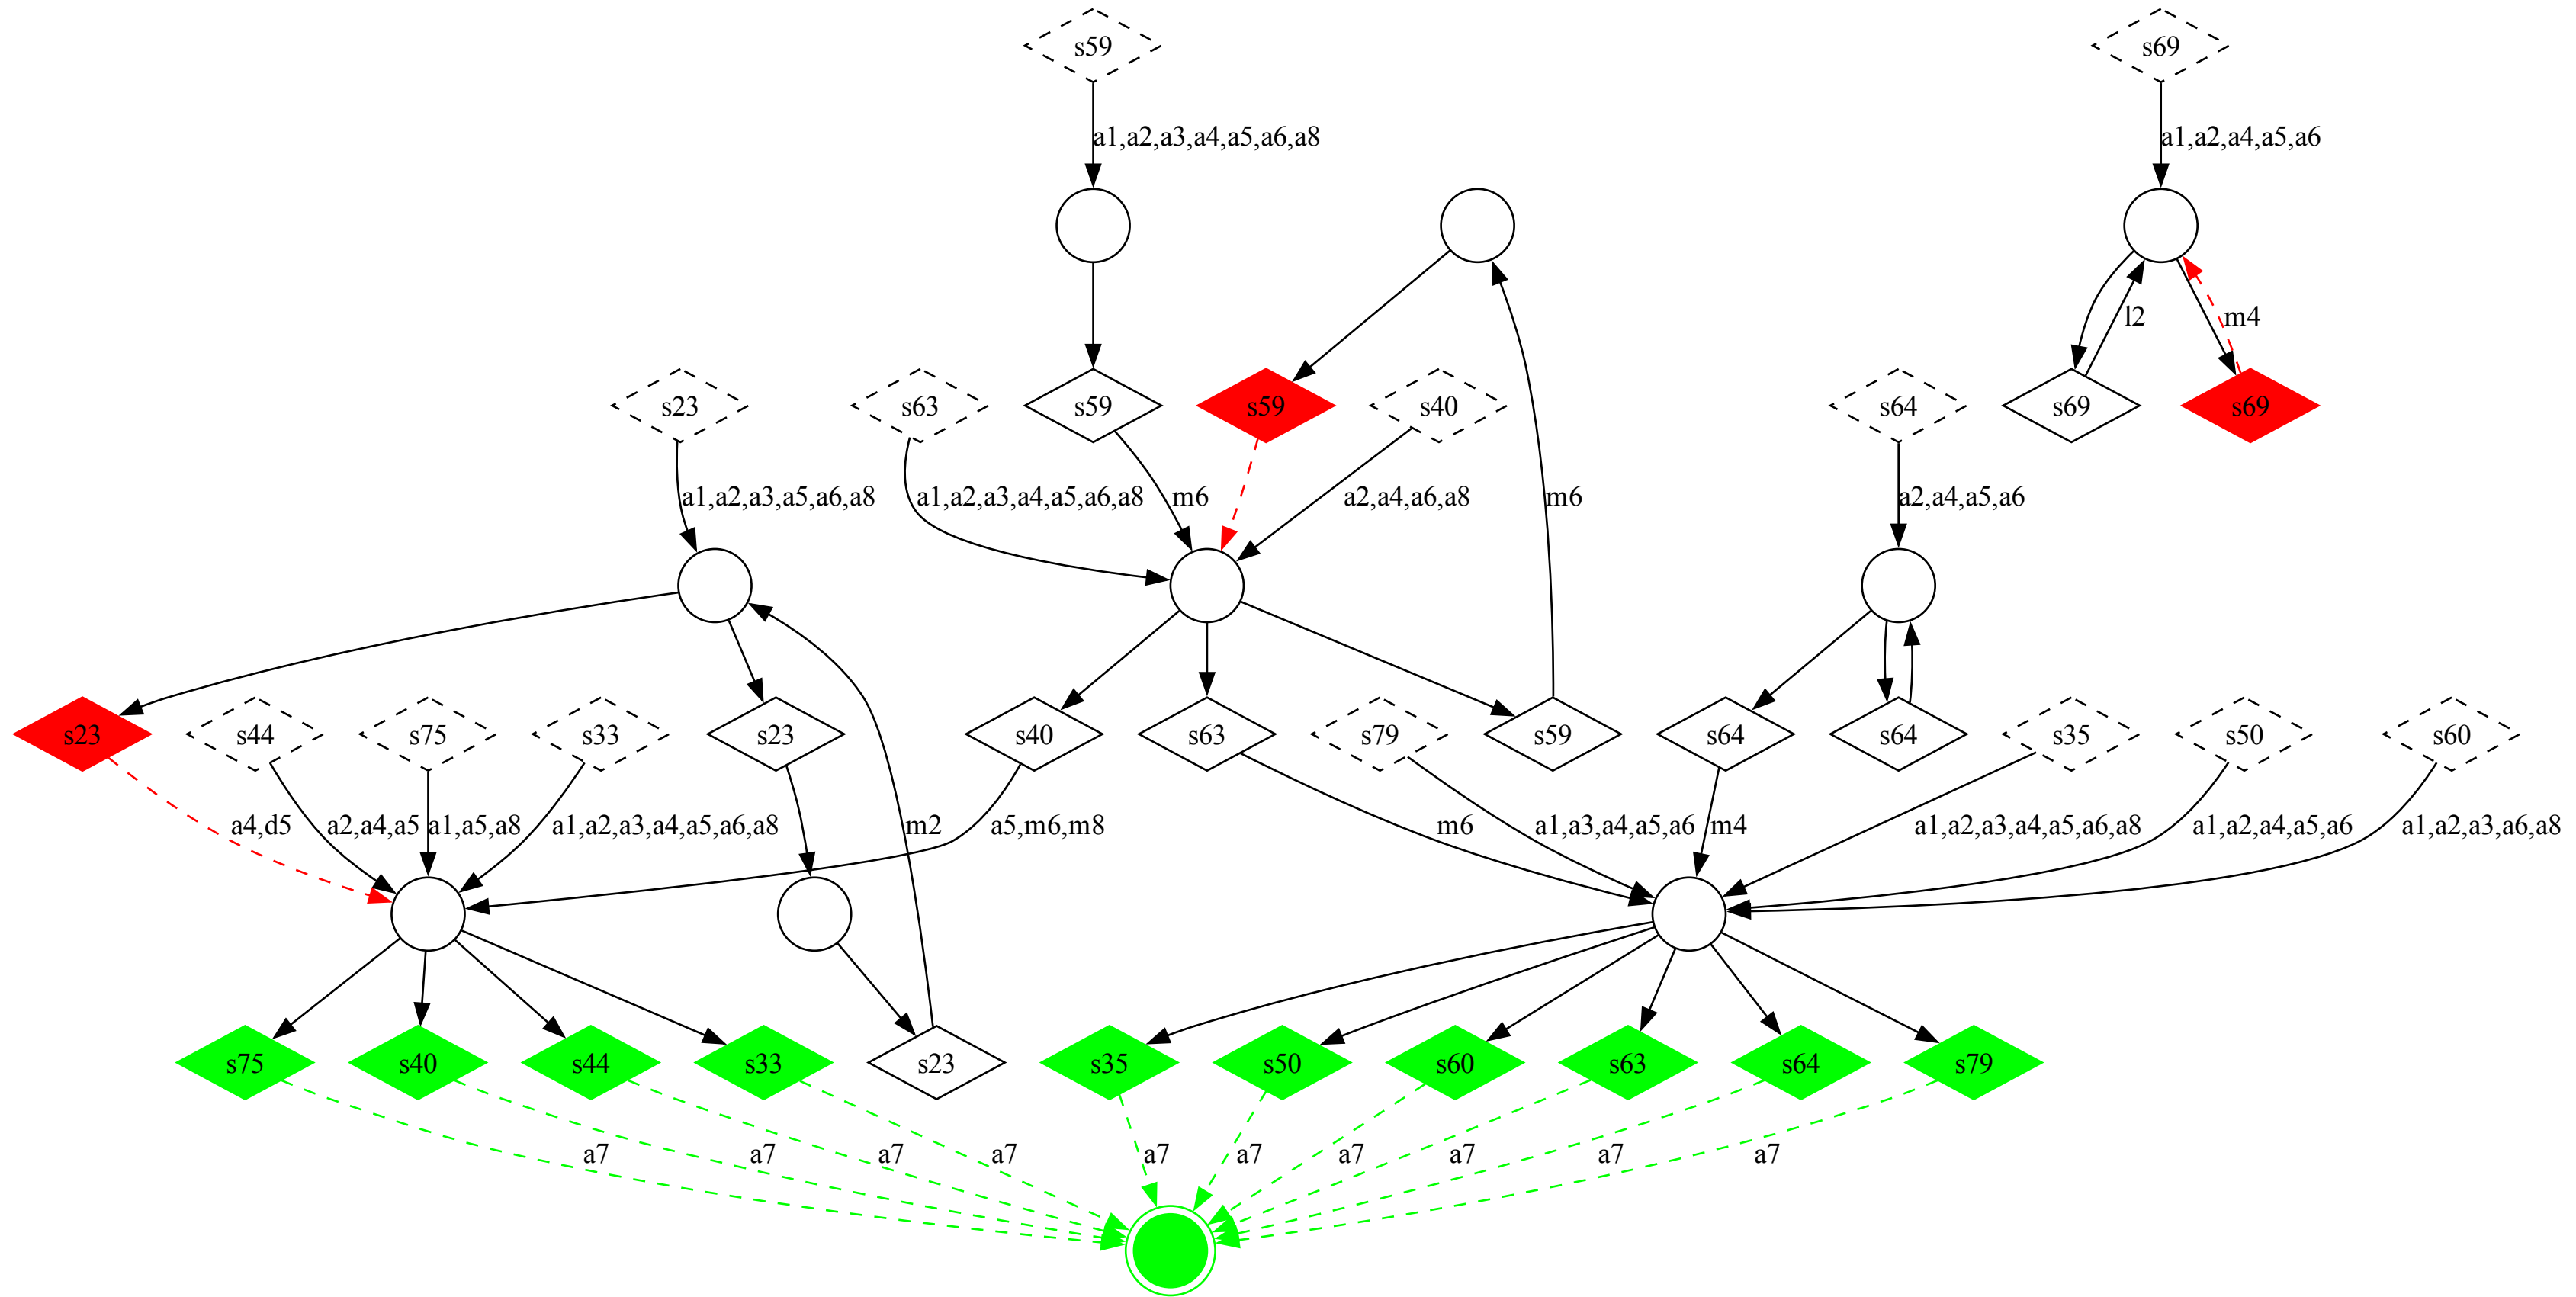 s59
s69
a1,a2,a3,a4,a5,a6,a8
a1,a2,a4,a5,a6
l2
m4
s23
s63
s59
s59
s40
s64
s69
s69
a1,a2,a3,a5,a6,a8
a1,a2,a3,a4,a5,a6,a8
m6
a2,a4,a6,a8
m6
a2,a4,a5,a6
s23
s44
s75
s33
s23
s40
s63
s79
s59
s64
s64
s35
s50
s60
a4,d5
a2,a4,a5
a1,a5,a8
a1,a2,a3,a4,a5,a6,a8
m2
a5,m6,m8
m6
a1,a3,a4,a5,a6
m4
a1,a2,a3,a4,a5,a6,a8
a1,a2,a4,a5,a6
a1,a2,a3,a6,a8
s75
s40
s44
s33
s23
s35
s50
s60
s63
s64
s79
a7
a7
a7
a7
a7
a7
a7
a7
a7
a7